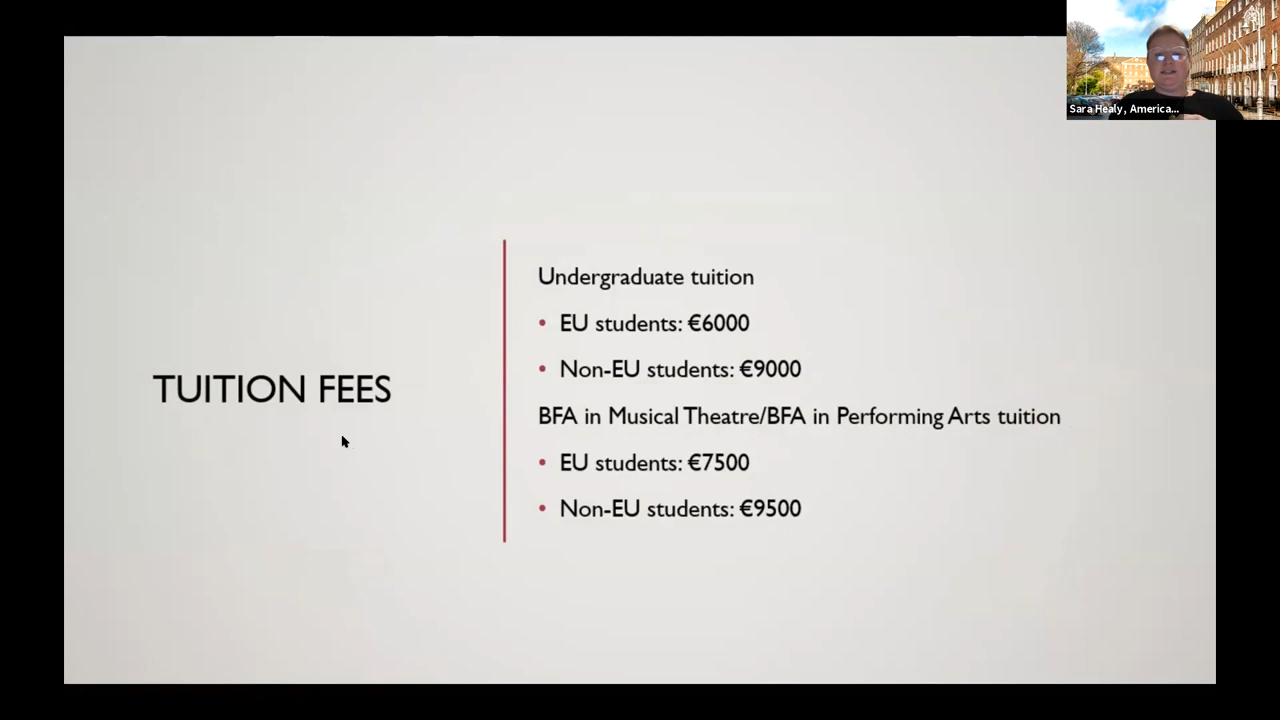 Sara Healy, America...
TUITION FEES
Undergraduate tuition
• EU students: €6000
• Non-EU students: €9000
BFA in Musical Theatre/BFA in Performing Arts tuition
• EU students: €7500
• Non-EU students: €9500